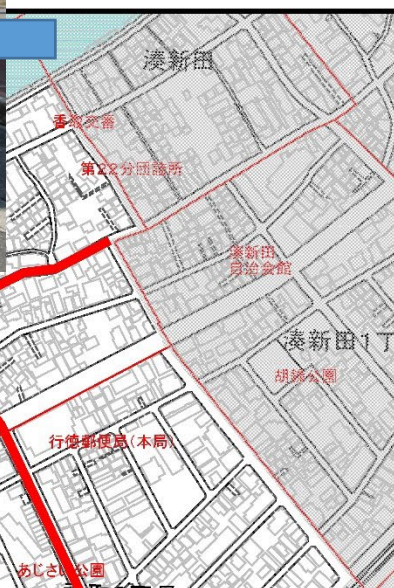 湊新田
香取交番
第22分団詰所
湊新田
自治会館
湊新田1丁
胡録公園
行徳郵便局(本局)
あじさい公園